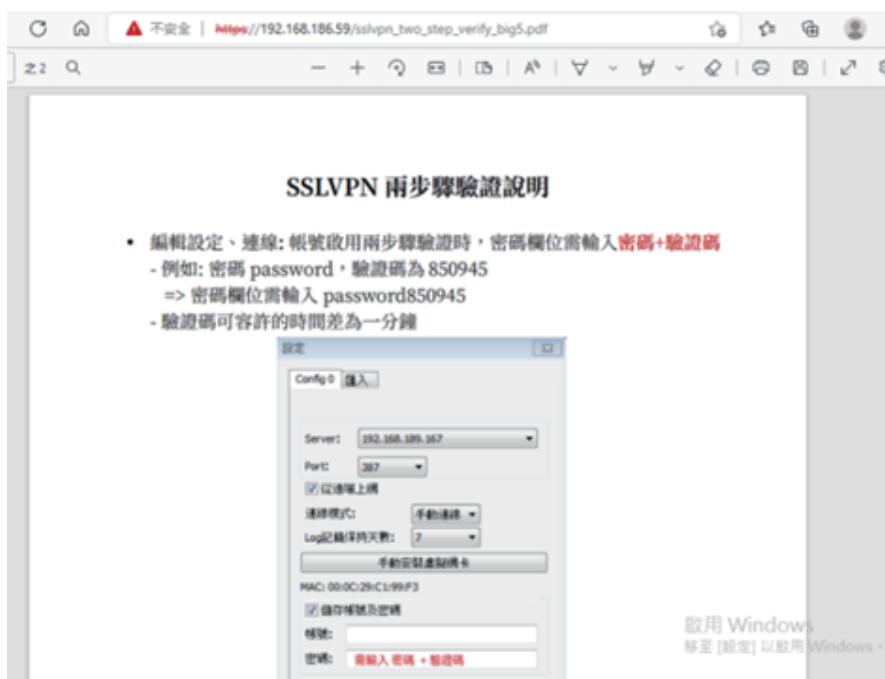 不安全 | https://192.168.186.59/sslvpn_two_step_verify_big5.pdf
之2
SSLVPN 兩步驟驗證說明
• 編輯設定、連線: 帳號啟用兩步驟驗證時，密碼欄位需輸入密碼+驗證碼
- 例如: 密碼 password，驗證碼為 850945
=> 密碼欄位需輸入 password850945
- 驗證碼可容許的時間差為一分鐘
設定
Config 0 匯入
Server: 192.168.189.167
Port: 387
從遠端上網
連線模式: 手動連線
Log記錄保持天數: 7
手動安裝虛擬網卡
MAC: 00:0C:29:C1:99:F3
儲存帳號及密碼
帳號:
密碼: 需輸入 密碼 + 驗證碼
啟用 Windows
移至 [設定] 以啟用 Windows。